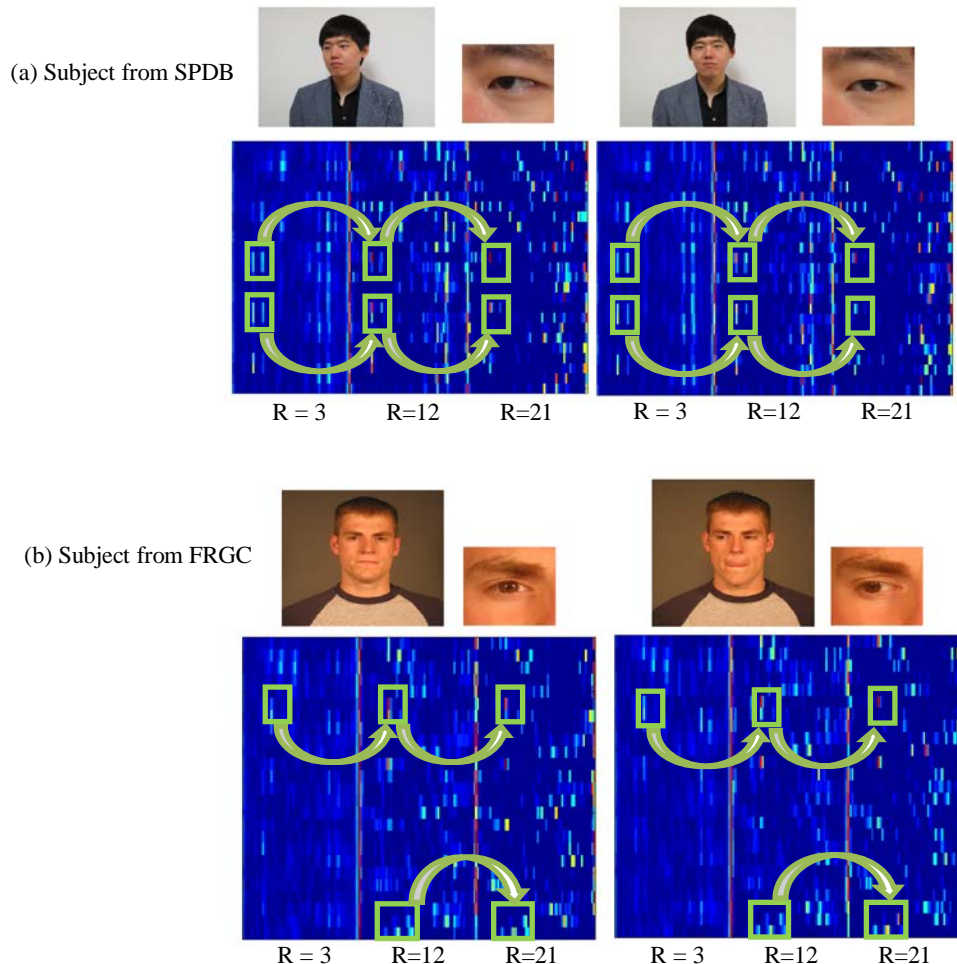 (a) Subject from SPDB
R = 3 R=12 R=21 R = 3 R=12 R=21
(b) Subject from FRGC
R = 3 R=12 R=21 R = 3 R=12 R=21